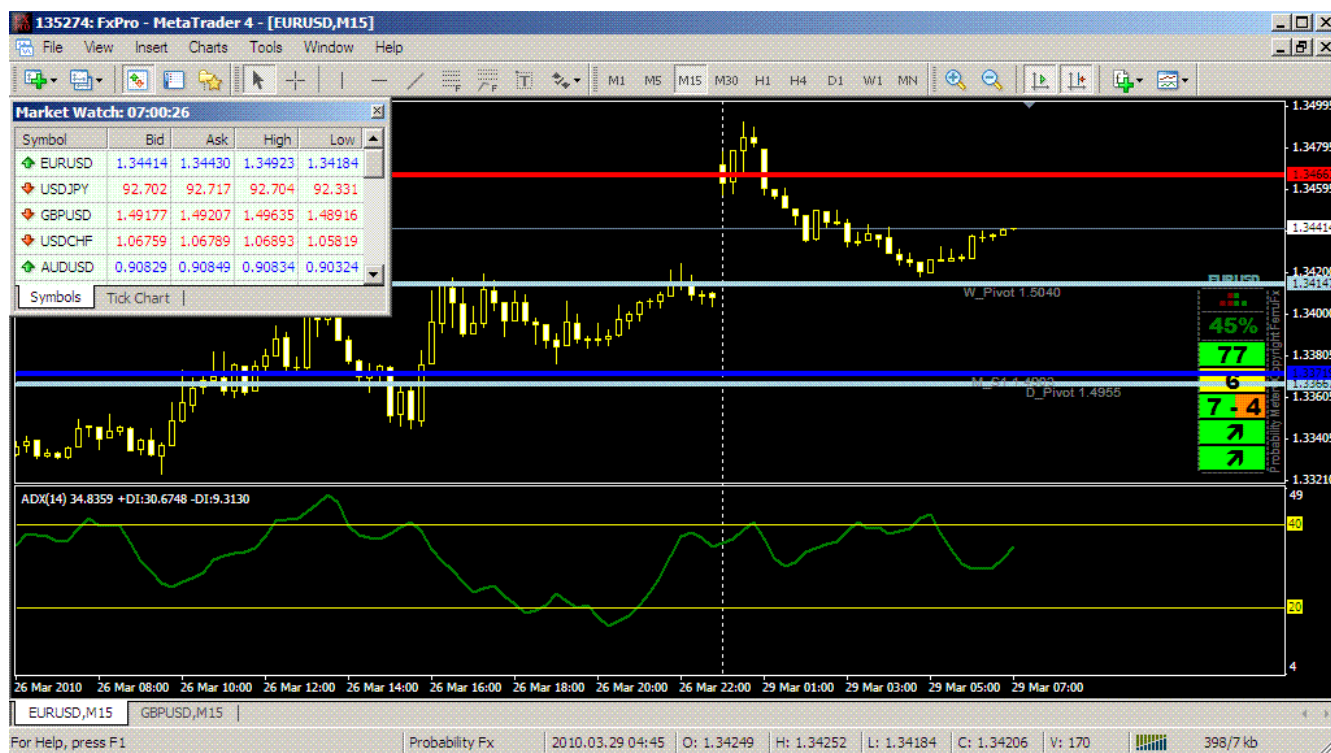 135274: FxPro - MetaTrader 4 - [EURUSD,M15]
File View Insert Charts Tools Window Help
M1 M5 M15 M30 H1 H4 D1 W1 MN
Market Watch: 07:00:26
Symbol Bid Ask High Low
EURUSD 1.34414 1.34430 1.34923 1.34184
USDJPY 92.702 92.717 92.704 92.331
GBPUSD 1.49177 1.49207 1.49635 1.48916
USDCHF 1.06759 1.06789 1.06893 1.05819
AUDUSD 0.90829 0.90849 0.90834 0.90324
Symbols Tick Chart
1.34995
1.34795
1.34595
1.34414
1.34200
1.34147
1.34000
1.33805
1.33605
1.33405
1.33210
W_Pivot 1.5040
D_Pivot 1.4955
EURUSD
45%
77
6
7 - 4
Probability Meter Copyright FerruFx
ADX(14) 34.8359 +DI:30.6748 -DI:9.3130
49
40
20
4
26 Mar 2010 26 Mar 08:00 26 Mar 10:00 26 Mar 12:00 26 Mar 14:00 26 Mar 16:00 26 Mar 18:00 26 Mar 20:00 26 Mar 22:00 29 Mar 01:00 29 Mar 03:00 29 Mar 05:00 29 Mar 07:00
EURUSD,M15 GBPUSD,M15
For Help, press F1 Probability Fx 2010.03.29 04:45 O: 1.34249 H: 1.34252 L: 1.34184 C: 1.34206 V: 170 398/7 kb